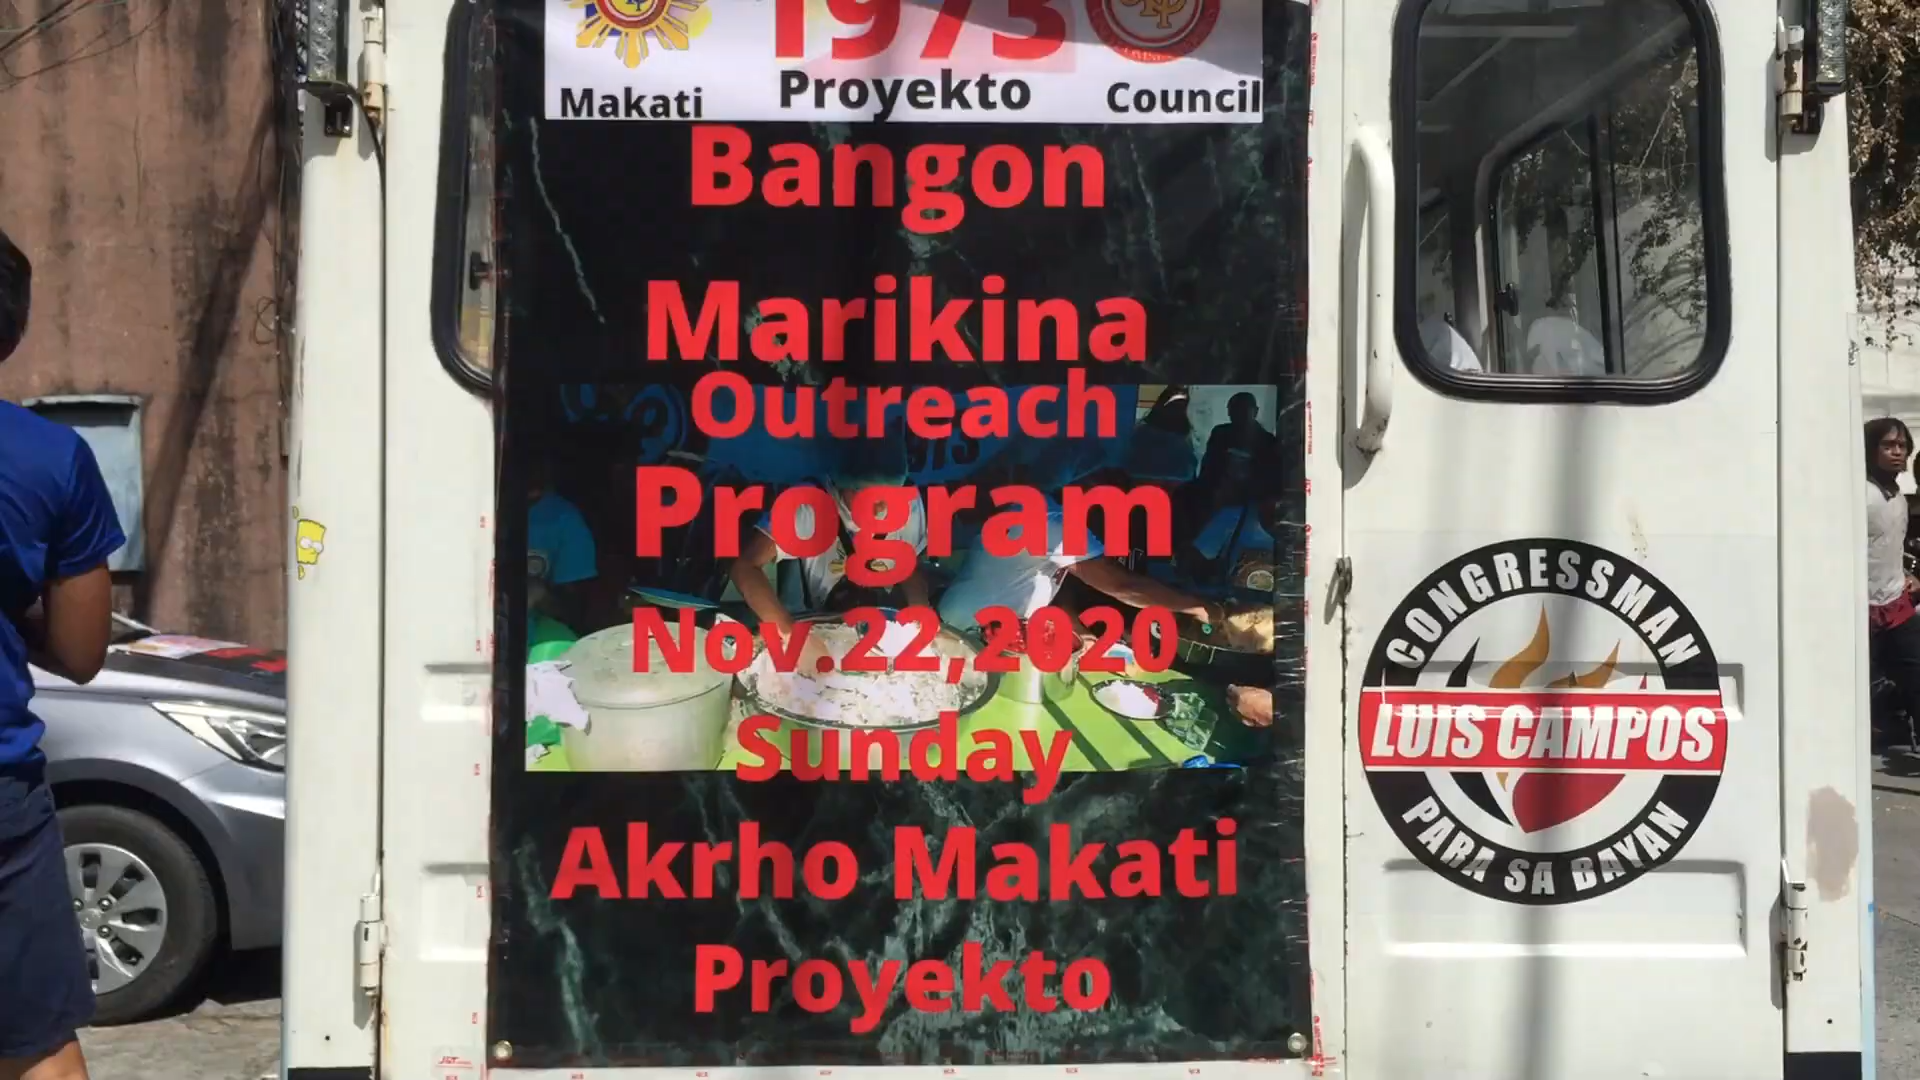 1973
Makati Proyekto Council
Bangon
Marikina
Outreach
Program
Nov.22,2020
Sunday
Akrho Makati
Proyekto
CONGRESSMAN
LUIS CAMPOS
PARA SA BAYAN